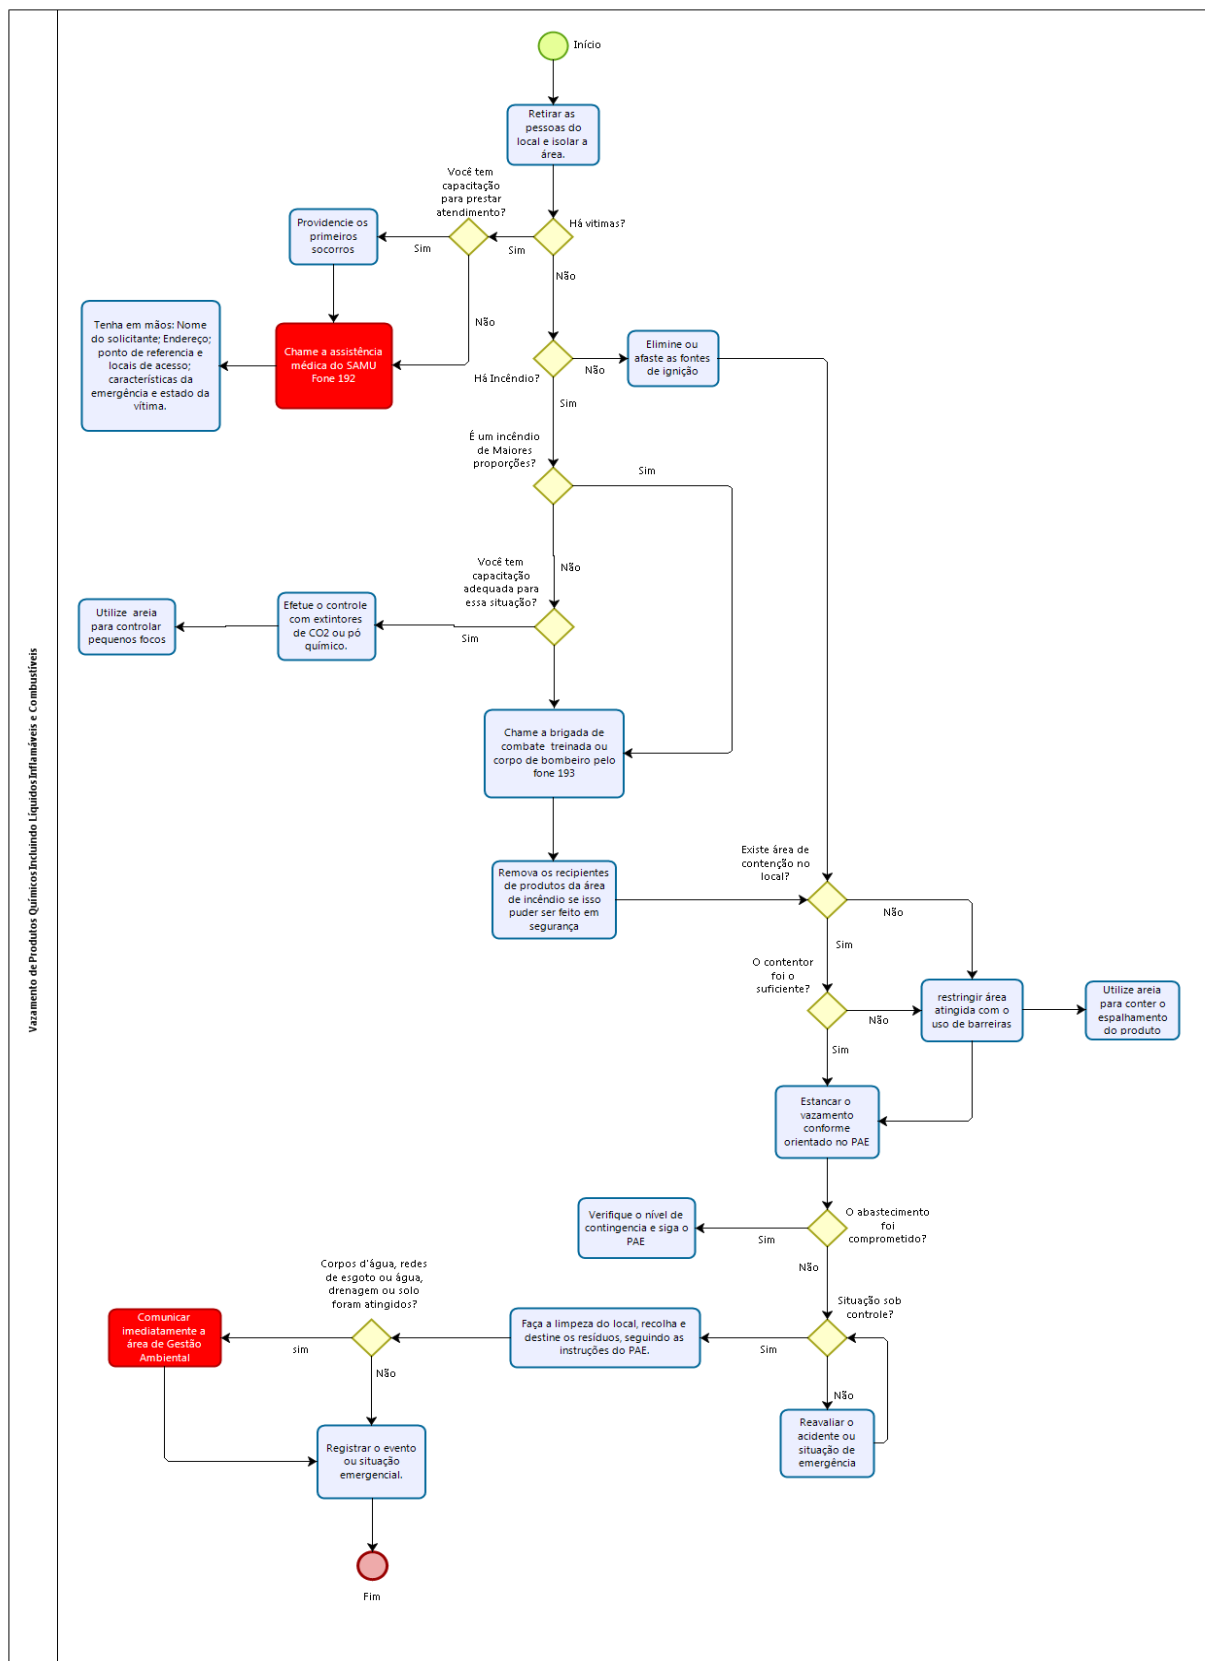 Vazamento de Produtos Químicos Incluindo Líquidos Inflamáveis e Combustíveis
Início
Retirar as
pessoas do
local e isolar a
área.
Você tem
capacitação
para prestar
atendimento?
Há vitimas?
Providencie os
primeiros
socorros
Sim
Sim
Não
Não
Tenha em mãos: Nome
do solicitante; Endereço;
ponto de referencia e
locais de acesso;
características da
emergência e estado da
vítima.
Chame a assistência
médica do SAMU
Fone 192
Há Incêndio?
Não
Elimine ou
afaste as fontes
de ignição
Sim
É um incêndio
de Maiores
proporções?
Sim
Não
Você tem
capacitação
adequada para
essa situação?
Utilize areia
para controlar
pequenos focos
Efetue o controle
com extintores
de CO2 ou pó
químico.
Sim
Chame a brigada de
combate treinada ou
corpo de bombeiro pelo
fone 193
Remova os recipientes
de produtos da área
de incêndio se isso
puder ser feito em
segurança
Existe área de
contenção no
local?
Não
Sim
O contentor
foi o
suficiente?
Não
restringir área
atingida com o
uso de barreiras
Utilize areia
para conter o
espalhamento
do produto
Sim
Estancar o
vazamento
conforme
orientado no PAE
O abastecimento
foi
comprometido?
Verifique o nível de
contingencia e siga o
PAE
Sim
Não
Situação sob
controle?
Corpos d'água, redes
de esgoto ou água,
drenagem ou solo
foram atingidos?
Comunicar
imediatamente a
área de Gestão
Ambiental
sim
Faça a limpeza do local, recolha e
destine os resíduos, seguindo as
instruções do PAE.
Sim
Não
Não
Reavaliar o
acidente ou
situação de
emergência
Registrar o evento
ou situação
emergencial.
Fim